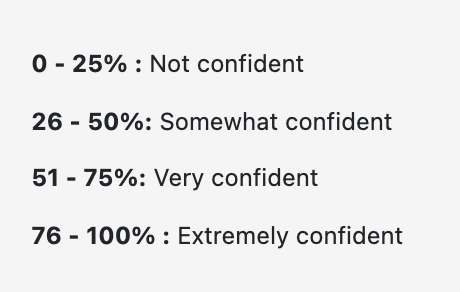 0 - 25% : Not confident
26 - 50%: Somewhat confident
51 - 75%: Very confident
76 - 100% : Extremely confident